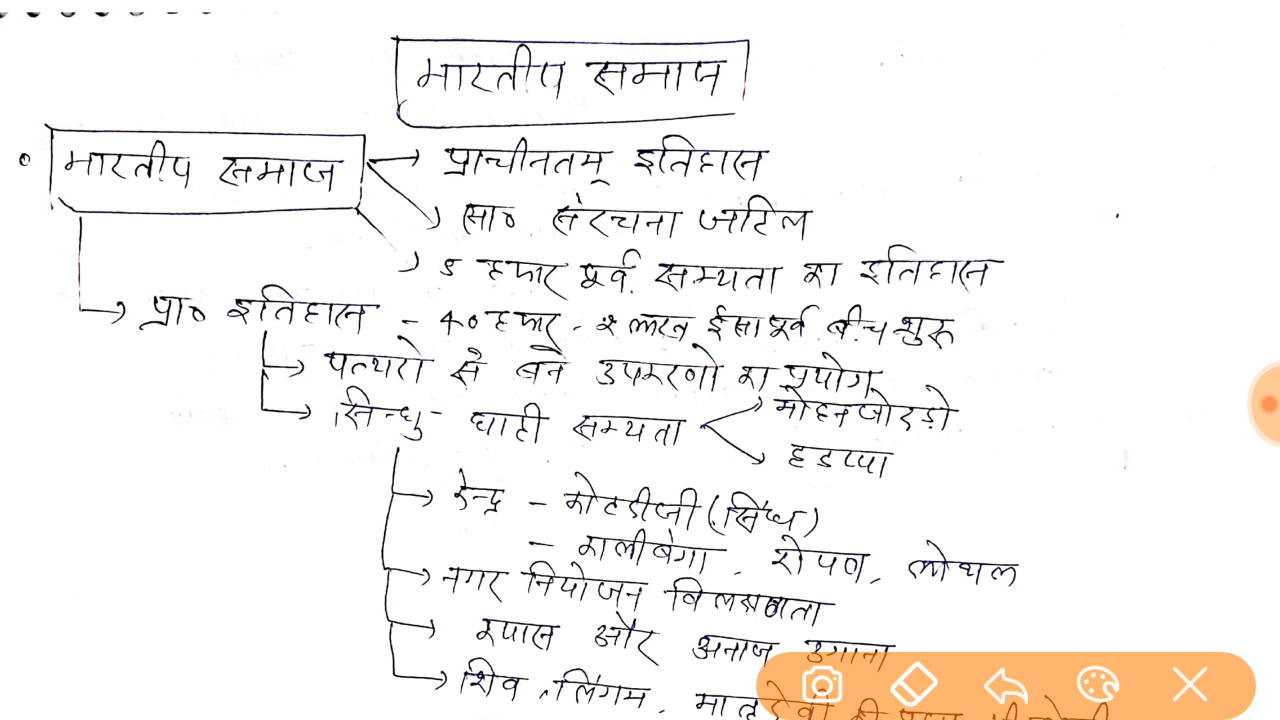 भारतीय समाज
• भारतीय समाज → प्राचीनतम् इतिहास
→ सा० संरचना जटिल
→ 5 हजार पूर्व सभ्यता का इतिहास
→ प्रा० इतिहास - 40 हजार - 2 लाख ईसा पूर्व बीच शुरू
→ पत्थरो से बने उपकरणो का प्रयोग
→ सिन्धु घाटी सभ्यता → मोहनजोदड़ो
→ हडप्पा
→ केन्द्र - कोटदीजी (सिंध)
- कालीबंगा, रोपण, लोथल
→ नगर नियोजन विलक्षणता
→ कपास और अनाज उगाना
→ शिव, लिंगम, मातृदेवी की